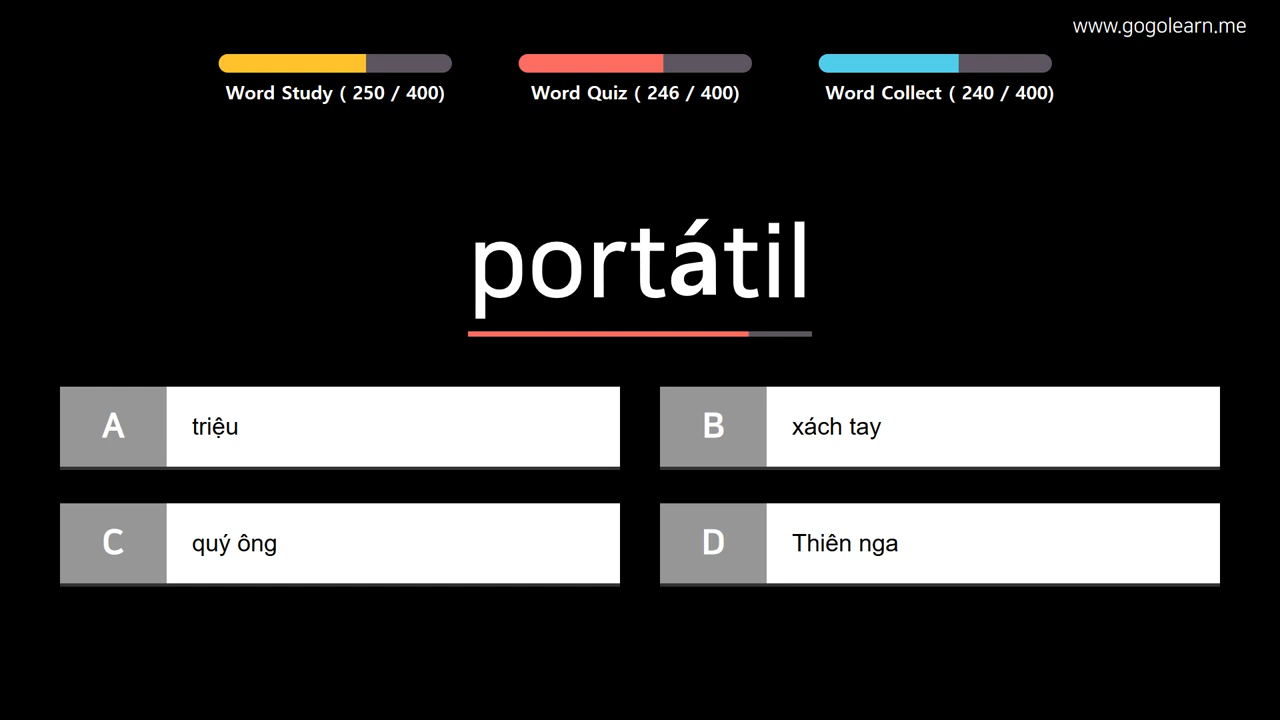 www.gogolearn.me
Word Study ( 250 / 400)
Word Quiz ( 246 / 400)
Word Collect ( 240 / 400)
portátil
A triệu
B xách tay
C quý ông
D Thiên nga